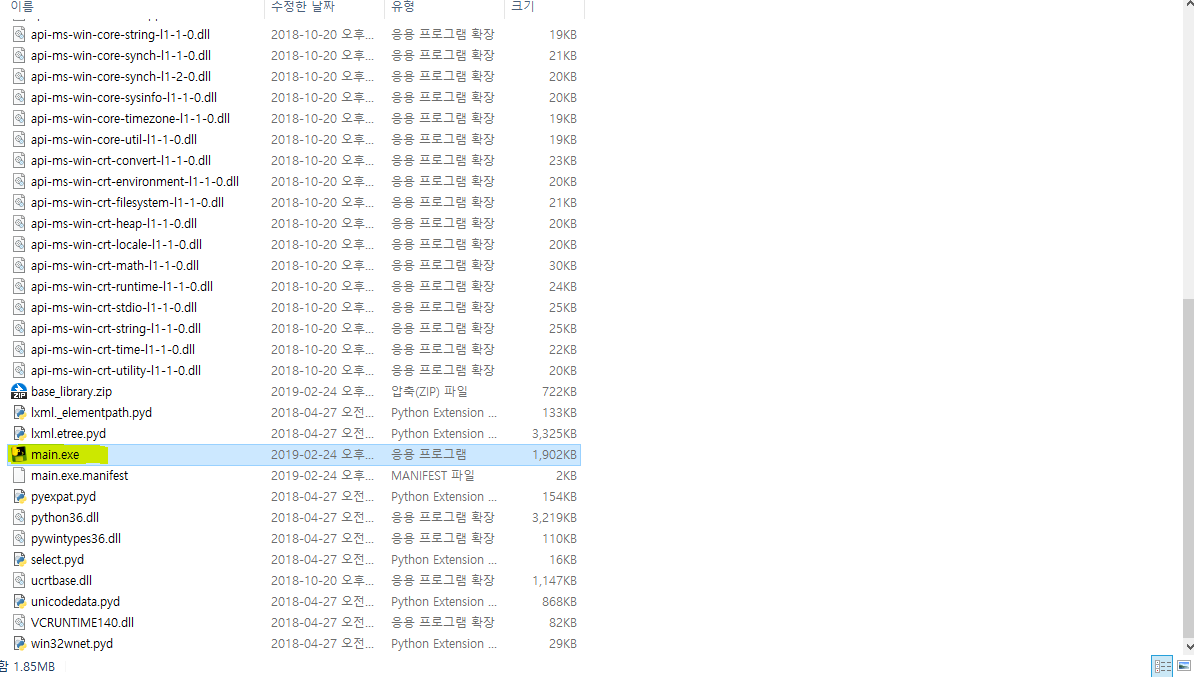 이름 수정한 날짜 유형 크기
api-ms-win-core-string-l1-1-0.dll 2018-10-20 오후... 응용 프로그램 확장 19KB
api-ms-win-core-synch-l1-1-0.dll 2018-10-20 오후... 응용 프로그램 확장 21KB
api-ms-win-core-synch-l1-2-0.dll 2018-10-20 오후... 응용 프로그램 확장 20KB
api-ms-win-core-sysinfo-l1-1-0.dll 2018-10-20 오후... 응용 프로그램 확장 20KB
api-ms-win-core-timezone-l1-1-0.dll 2018-10-20 오후... 응용 프로그램 확장 19KB
api-ms-win-core-util-l1-1-0.dll 2018-10-20 오후... 응용 프로그램 확장 19KB
api-ms-win-crt-convert-l1-1-0.dll 2018-10-20 오후... 응용 프로그램 확장 23KB
api-ms-win-crt-environment-l1-1-0.dll 2018-10-20 오후... 응용 프로그램 확장 20KB
api-ms-win-crt-filesystem-l1-1-0.dll 2018-10-20 오후... 응용 프로그램 확장 21KB
api-ms-win-crt-heap-l1-1-0.dll 2018-10-20 오후... 응용 프로그램 확장 20KB
api-ms-win-crt-locale-l1-1-0.dll 2018-10-20 오후... 응용 프로그램 확장 20KB
api-ms-win-crt-math-l1-1-0.dll 2018-10-20 오후... 응용 프로그램 확장 30KB
api-ms-win-crt-runtime-l1-1-0.dll 2018-10-20 오후... 응용 프로그램 확장 24KB
api-ms-win-crt-stdio-l1-1-0.dll 2018-10-20 오후... 응용 프로그램 확장 25KB
api-ms-win-crt-string-l1-1-0.dll 2018-10-20 오후... 응용 프로그램 확장 25KB
api-ms-win-crt-time-l1-1-0.dll 2018-10-20 오후... 응용 프로그램 확장 22KB
api-ms-win-crt-utility-l1-1-0.dll 2018-10-20 오후... 응용 프로그램 확장 20KB
ZIP base_library.zip 2019-02-24 오후... 압축(ZIP) 파일 722KB
lxml._elementpath.pyd 2018-04-27 오전... Python Extension ... 133KB
lxml.etree.pyd 2018-04-27 오전... Python Extension ... 3,325KB
main.exe 2019-02-24 오후... 응용 프로그램 1,902KB
main.exe.manifest 2019-02-24 오후... MANIFEST 파일 2KB
pyexpat.pyd 2018-04-27 오전... Python Extension ... 154KB
python36.dll 2018-04-27 오전... 응용 프로그램 확장 3,219KB
pywintypes36.dll 2018-04-27 오전... 응용 프로그램 확장 110KB
select.pyd 2018-04-27 오전... Python Extension ... 16KB
ucrtbase.dll 2018-10-20 오후... 응용 프로그램 확장 1,147KB
unicodedata.pyd 2018-04-27 오전... Python Extension ... 868KB
VCRUNTIME140.dll 2018-04-27 오전... 응용 프로그램 확장 82KB
win32wnet.pyd 2018-04-27 오전... Python Extension ... 29KB
함 1.85MB